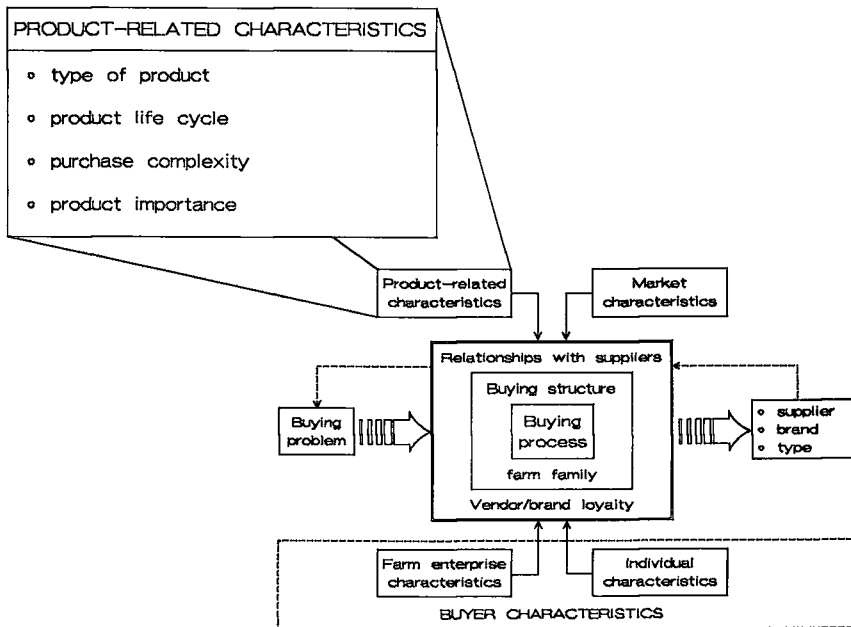 PRODUCT-RELATED CHARACTERISTICS
o type of product
o product life cycle
o purchase complexity
o product importance
Product-related
characteristics
Market
characteristics
Relationships with suppliers
Buying structure
Buying
process
farm family
Vendor/brand loyalty
Buying
problem
o supplier
o brand
o type
Farm enterprise
characteristics
Individual
characteristics
BUYER CHARACTERISTICS